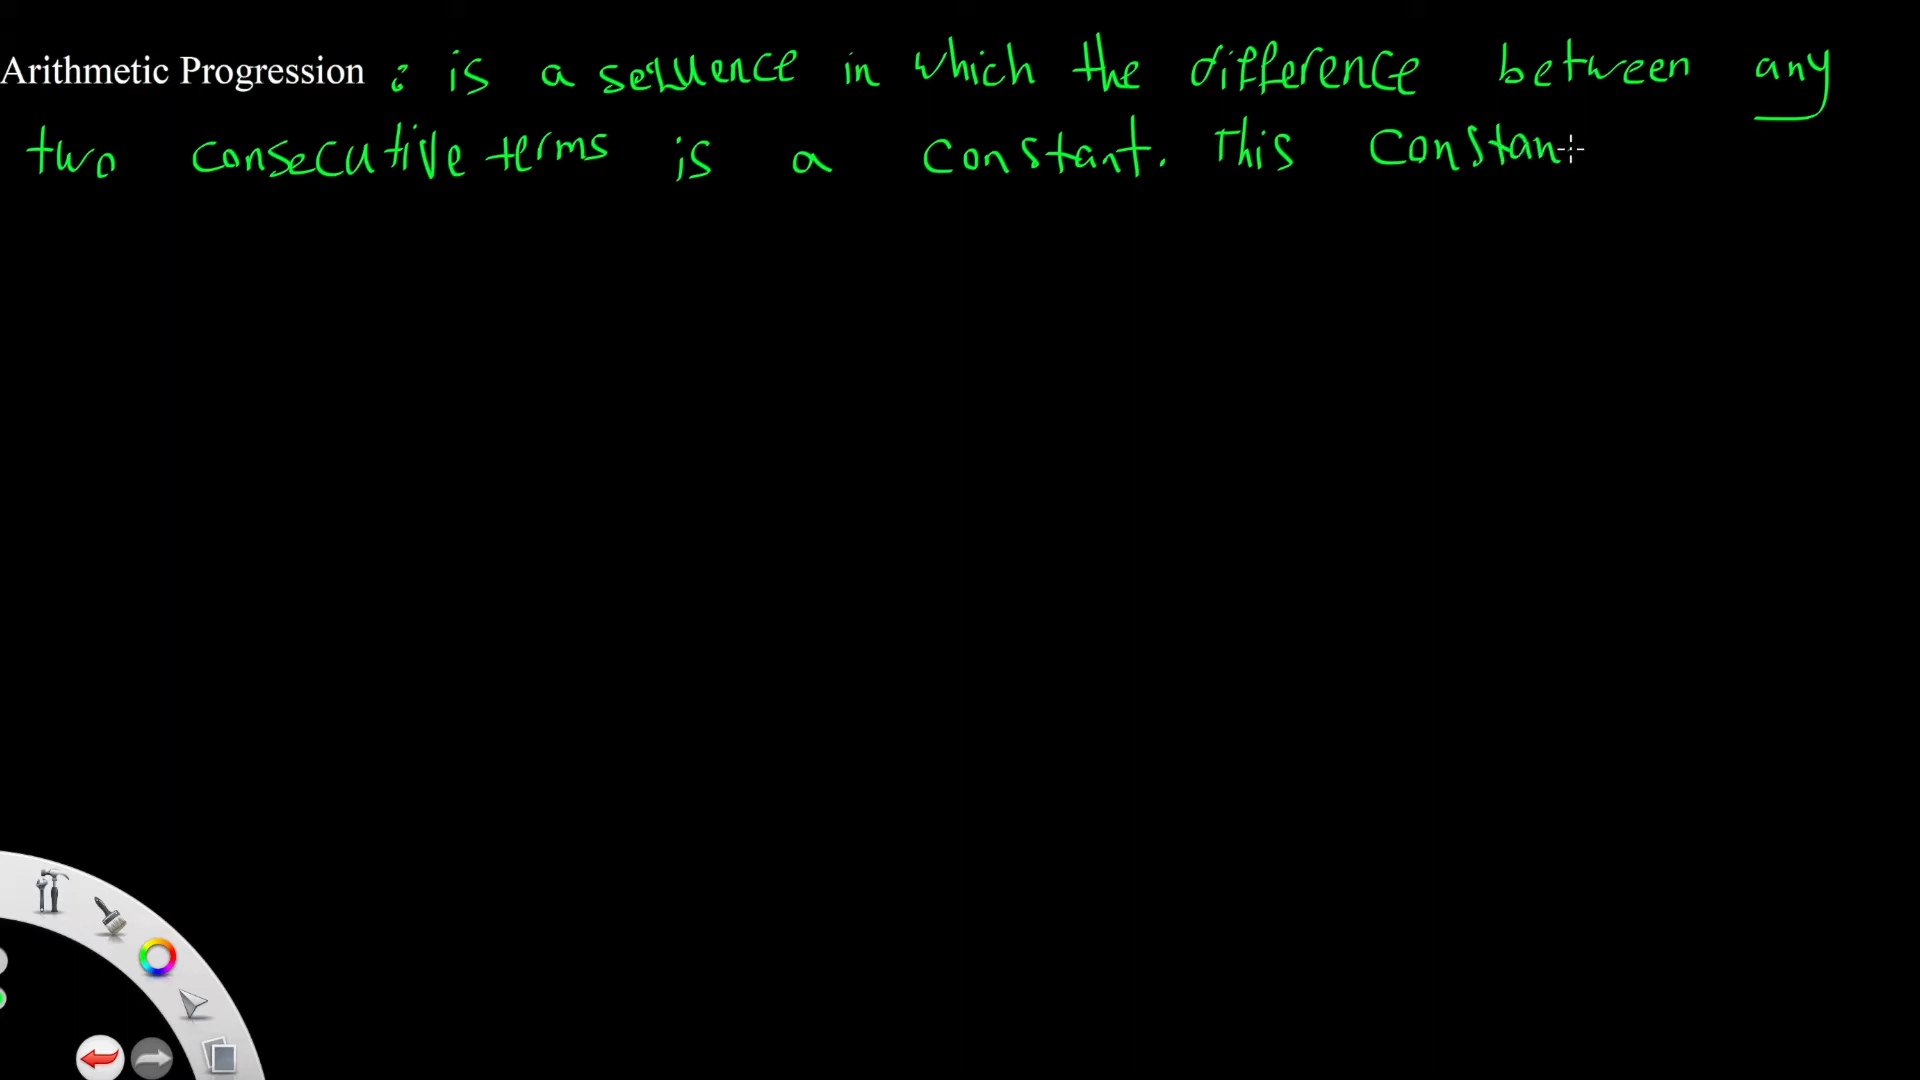 Arithmetic Progression : is a sequence in which the difference between any
two consecutive terms is a constant. This Constan